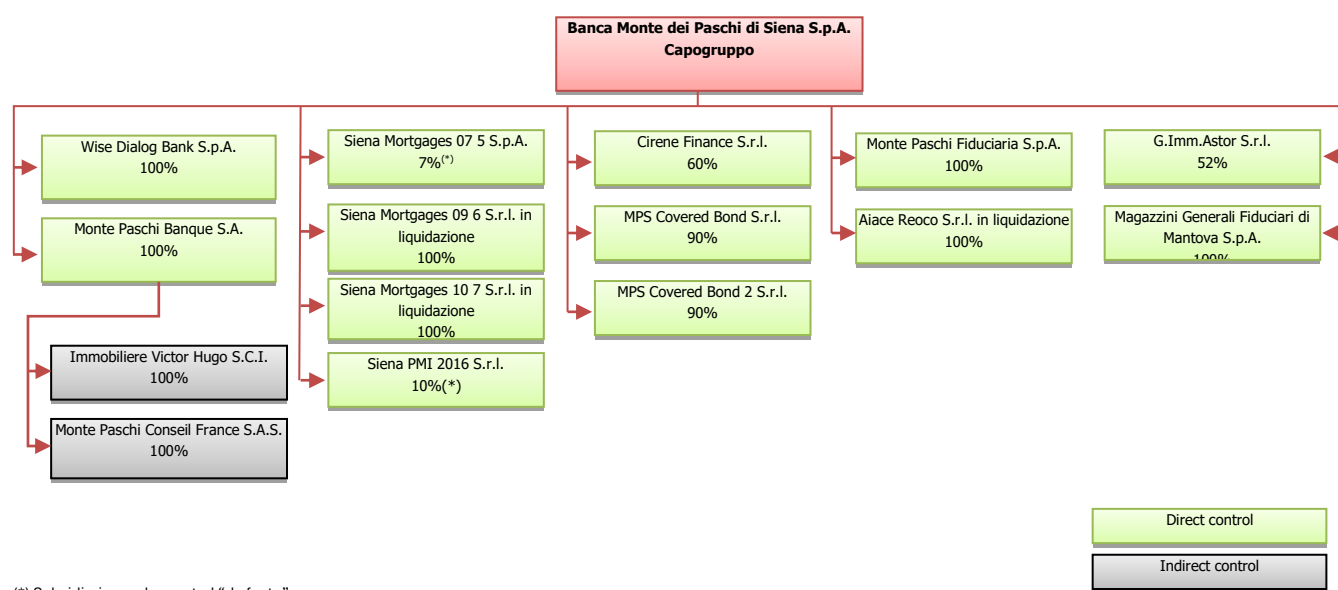 Banca Monte dei Paschi di Siena S.p.A.
Capogruppo
Wise Dialog Bank S.p.A.
100%
Monte Paschi Banque S.A.
100%
Immobiliere Victor Hugo S.C.I.
100%
Monte Paschi Conseil France S.A.S.
100%
Siena Mortgages 07 5 S.p.A.
7%(*)
Siena Mortgages 09 6 S.r.l. in
liquidazione
100%
Siena Mortgages 10 7 S.r.l. in
liquidazione
100%
Siena PMI 2016 S.r.l.
10%(*)
Cirene Finance S.r.l.
60%
MPS Covered Bond S.r.l.
90%
MPS Covered Bond 2 S.r.l.
90%
Monte Paschi Fiduciaria S.p.A.
100%
Aiace Reoco S.r.l. in liquidazione
100%
G.Imm.Astor S.r.l.
52%
Magazzini Generali Fiduciari di
Mantova S.p.A.
100%
Direct control
Indirect control